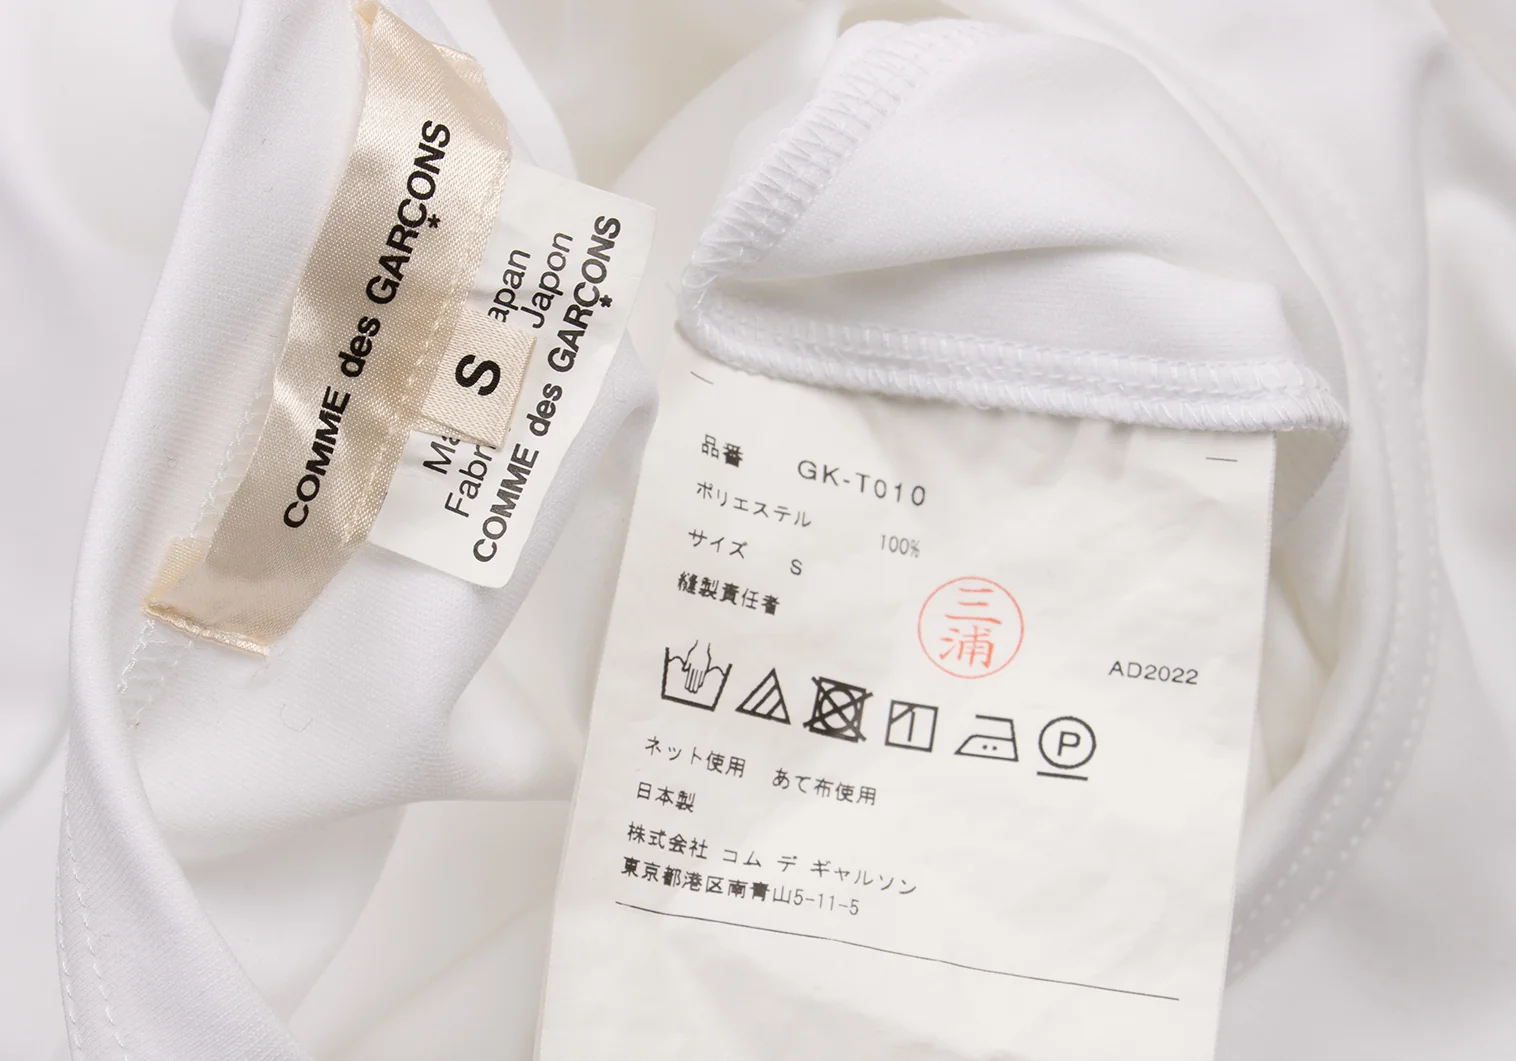 COMME des GARÇONS
S
COMME des GARÇONS
Japon
品番 GK-T010
ポリエステル 100%
サイズ S
縫製責任者
三浦
AD2022
P
ネット使用 あて布使用
日本製
株式会社 コム デ ギャルソン
東京都港区南青山5-11-5